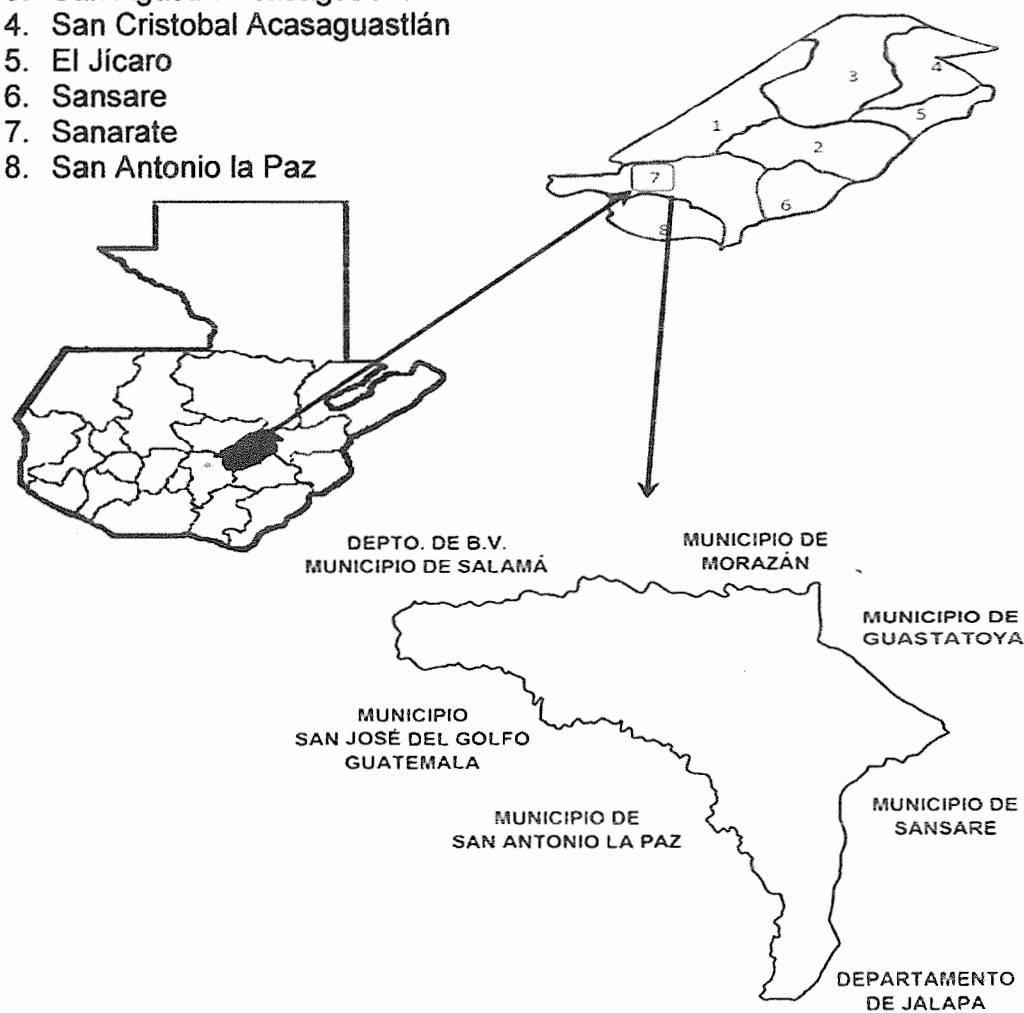 4. San Cristobal Acasaguastlán
5. El Jícaro
6. Sansare
7. Sanarate
8. San Antonio la Paz
3
4
5
1
2
7
6
8
DEPTO. DE B.V.
MUNICIPIO DE SALAMÁ
MUNICIPIO DE
MORAZÁN
MUNICIPIO DE
GUASTATOYA
MUNICIPIO
SAN JOSÉ DEL GOLFO
GUATEMALA
MUNICIPIO DE
SAN ANTONIO LA PAZ
MUNICIPIO DE
SANSARE
DEPARTAMENTO
DE JALAPA